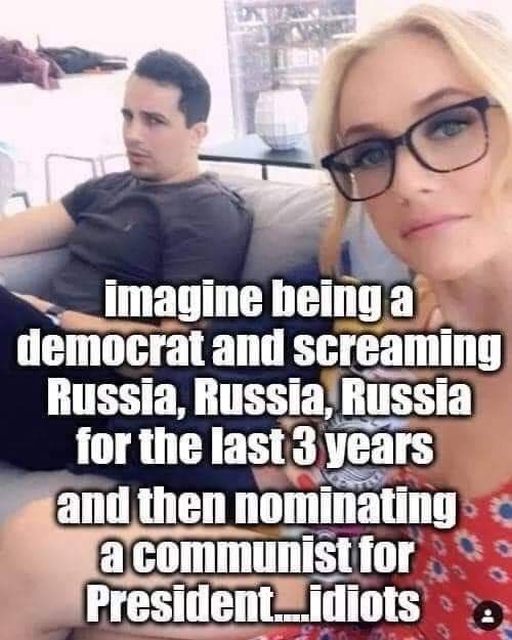 imagine being a
democrat and screaming
Russia, Russia, Russia
for the last 3 years
and then nominating
a communist for
President....idiots